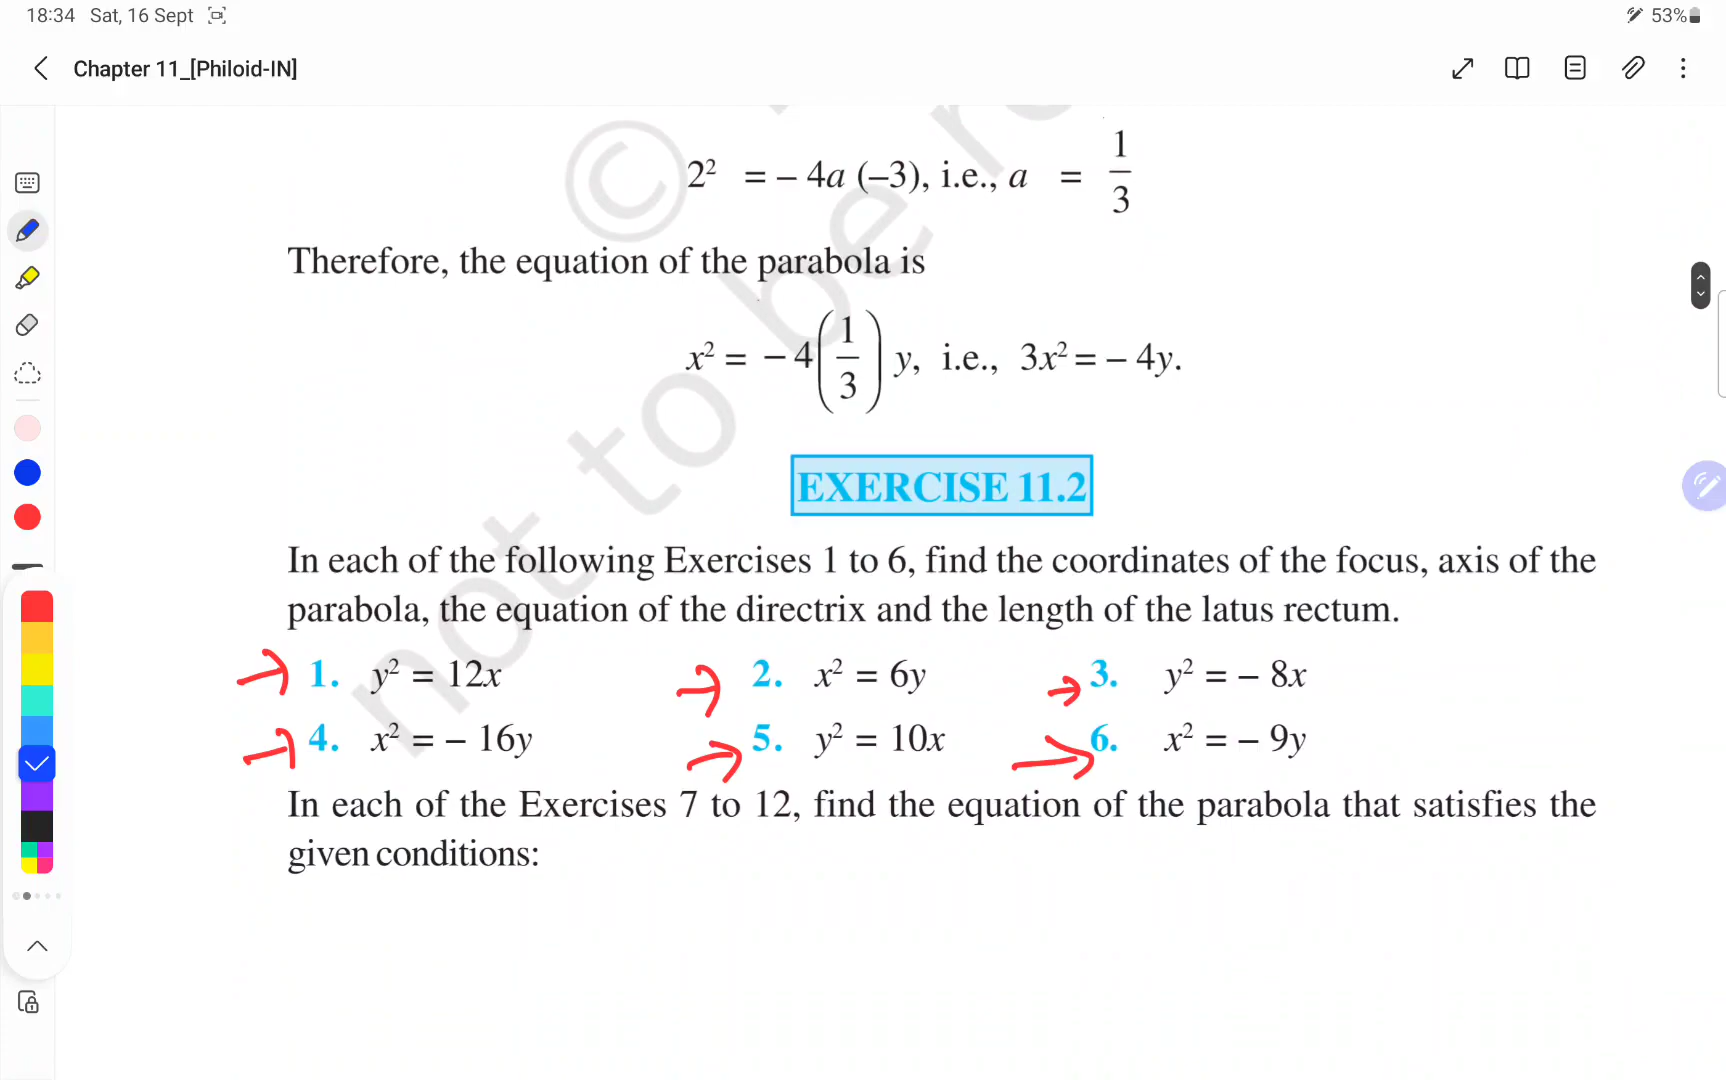 18:34 Sat, 16 Sept
53%
Chapter 11_[Philoid-IN]
2² = – 4a (–3), i.e., a = 1/3
Therefore, the equation of the parabola is
x² = – 4(1/3) y, i.e., 3x² = – 4y.
EXERCISE 11.2
In each of the following Exercises 1 to 6, find the coordinates of the focus, axis of the
parabola, the equation of the directrix and the length of the latus rectum.
1. y² = 12x 2. x² = 6y 3. y² = – 8x
4. x² = – 16y 5. y² = 10x 6. x² = – 9y
In each of the Exercises 7 to 12, find the equation of the parabola that satisfies the
given conditions:
©
not to be r